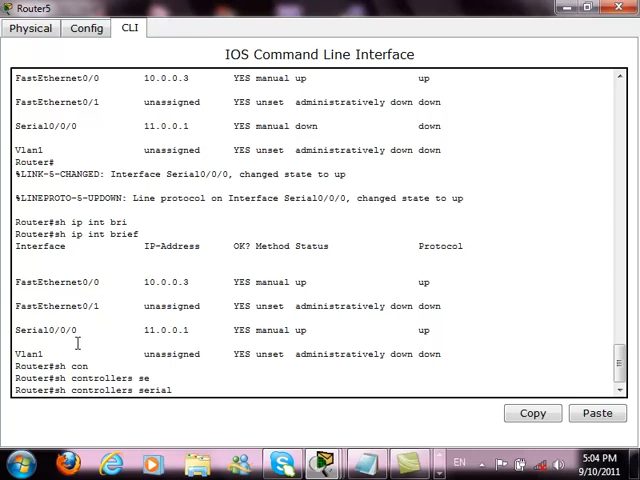 Router5
Physical Config CLI
IOS Command Line Interface
FastEthernet0/0 10.0.0.3 YES manual up up
FastEthernet0/1 unassigned YES unset administratively down down
Serial0/0/0 11.0.0.1 YES manual down down
Vlan1 unassigned YES unset administratively down down
Router#
%LINK-5-CHANGED: Interface Serial0/0/0, changed state to up
%LINEPROTO-5-UPDOWN: Line protocol on Interface Serial0/0/0, changed state to up
Router#sh ip int bri
Router#sh ip int brief
Interface IP-Address OK? Method Status Protocol
FastEthernet0/0 10.0.0.3 YES manual up up
FastEthernet0/1 unassigned YES unset administratively down down
Serial0/0/0 11.0.0.1 YES manual up up
Vlan1 unassigned YES unset administratively down down
Router#sh con
Router#sh controllers se
Router#sh controllers serial
Copy Paste
EN 5:04 PM
9/10/2011